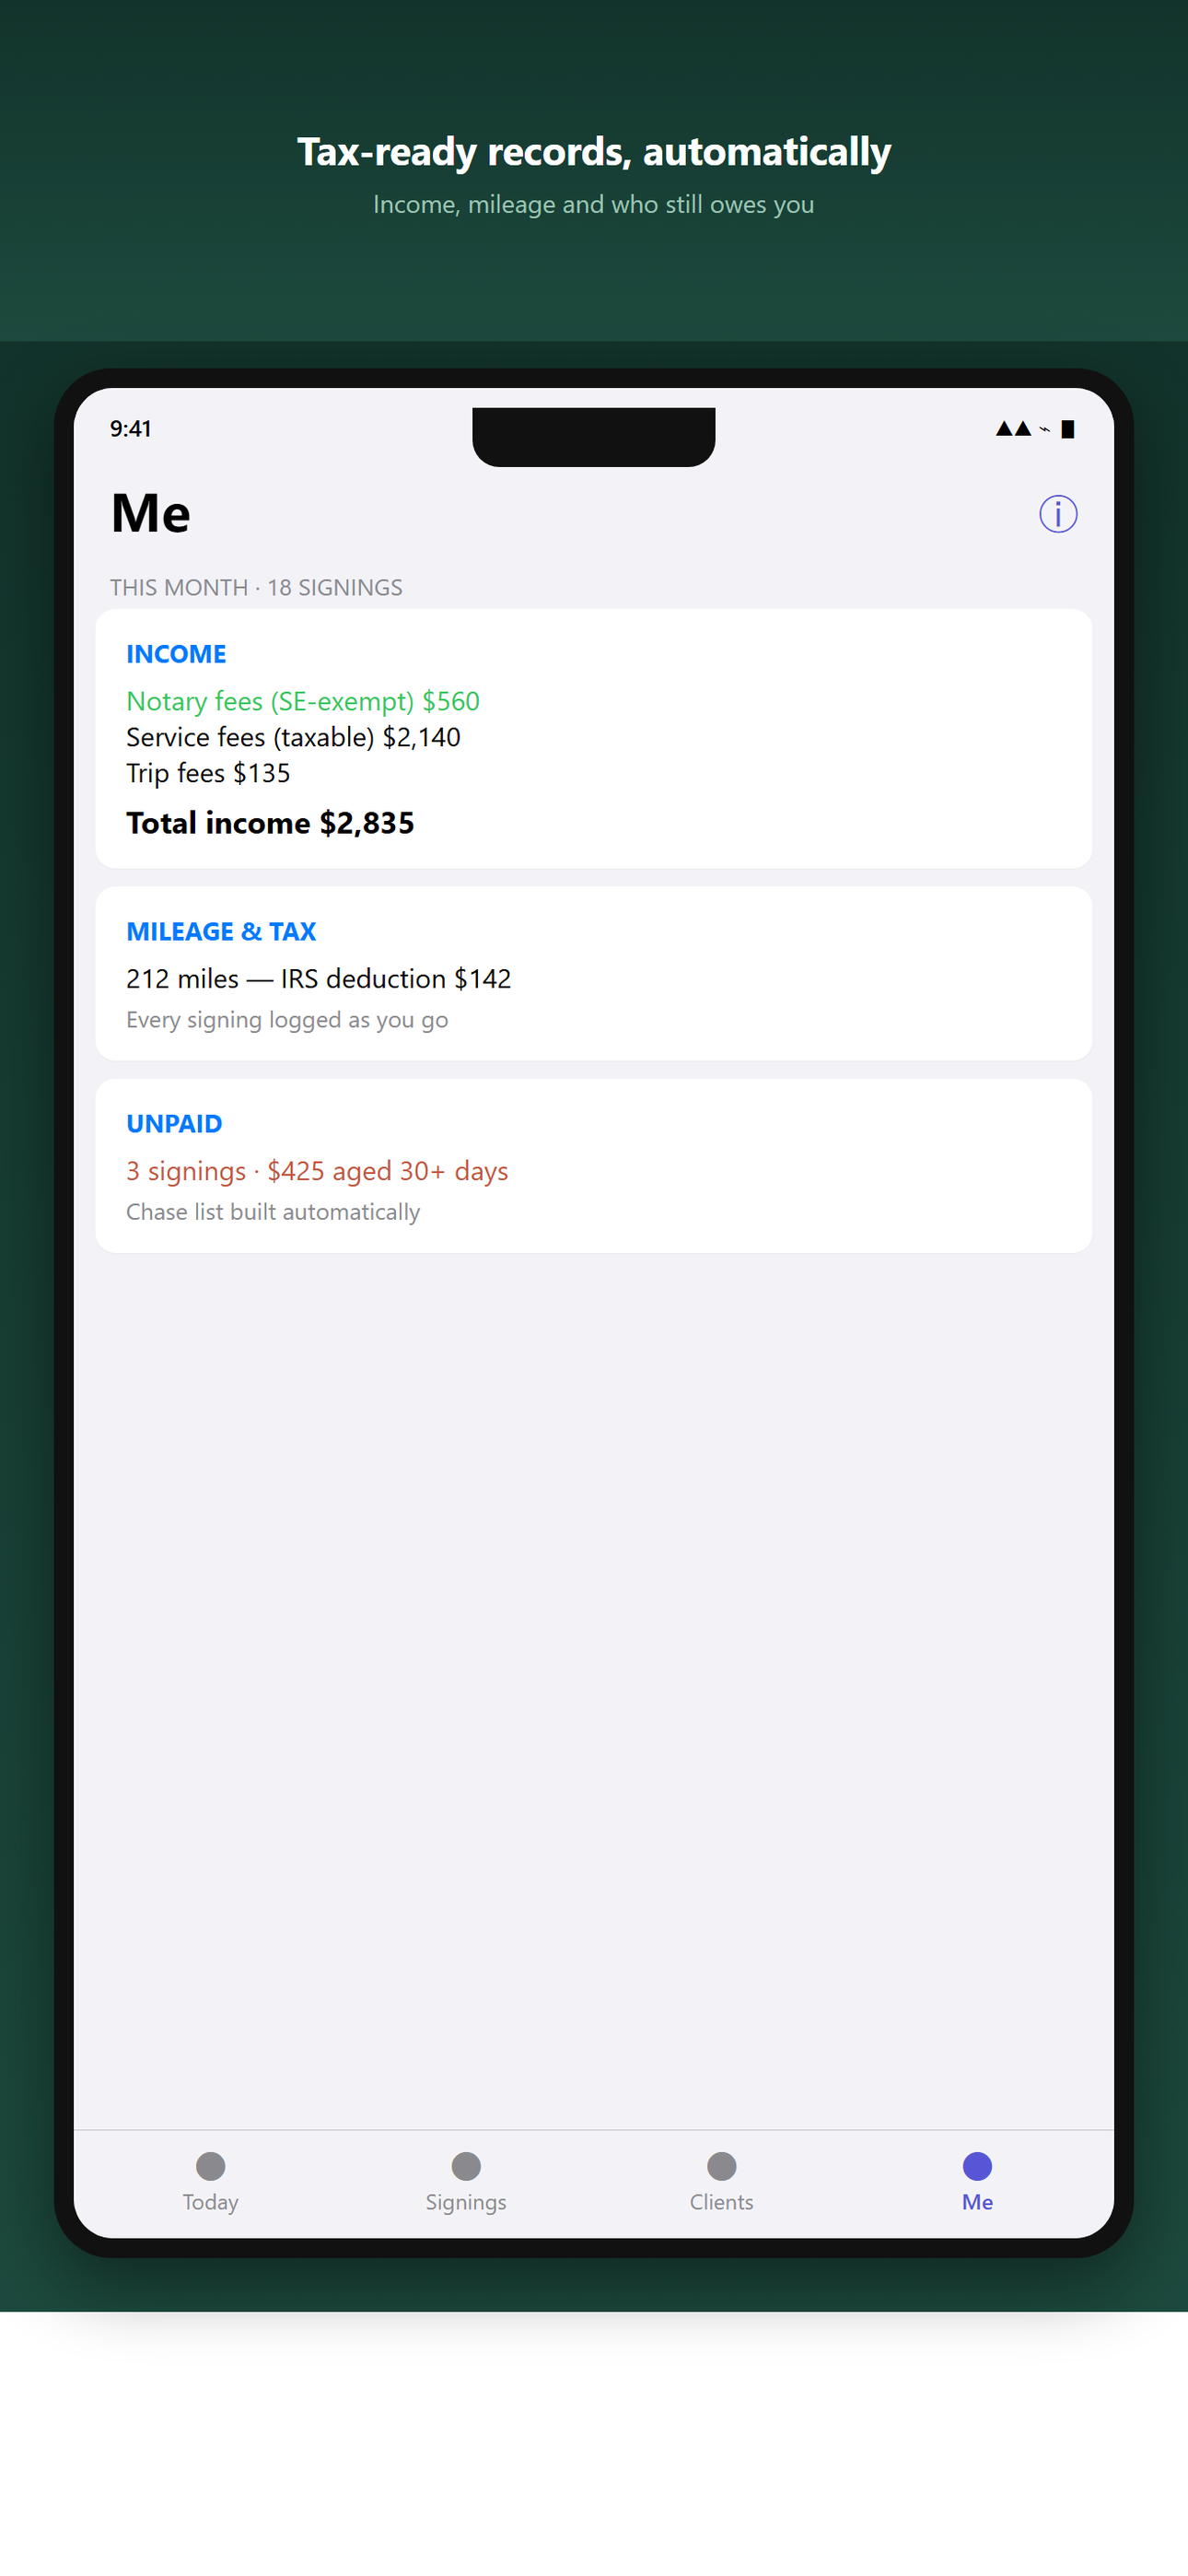 Tax-ready records, automatically
Income, mileage and who still owes you
9:41
Me
THIS MONTH · 18 SIGNINGS
INCOME
Notary fees (SE-exempt) $560
Service fees (taxable) $2,140
Trip fees $135
Total income $2,835
MILEAGE & TAX
212 miles — IRS deduction $142
Every signing logged as you go
UNPAID
3 signings · $425 aged 30+ days
Chase list built automatically
Today Signings Clients Me